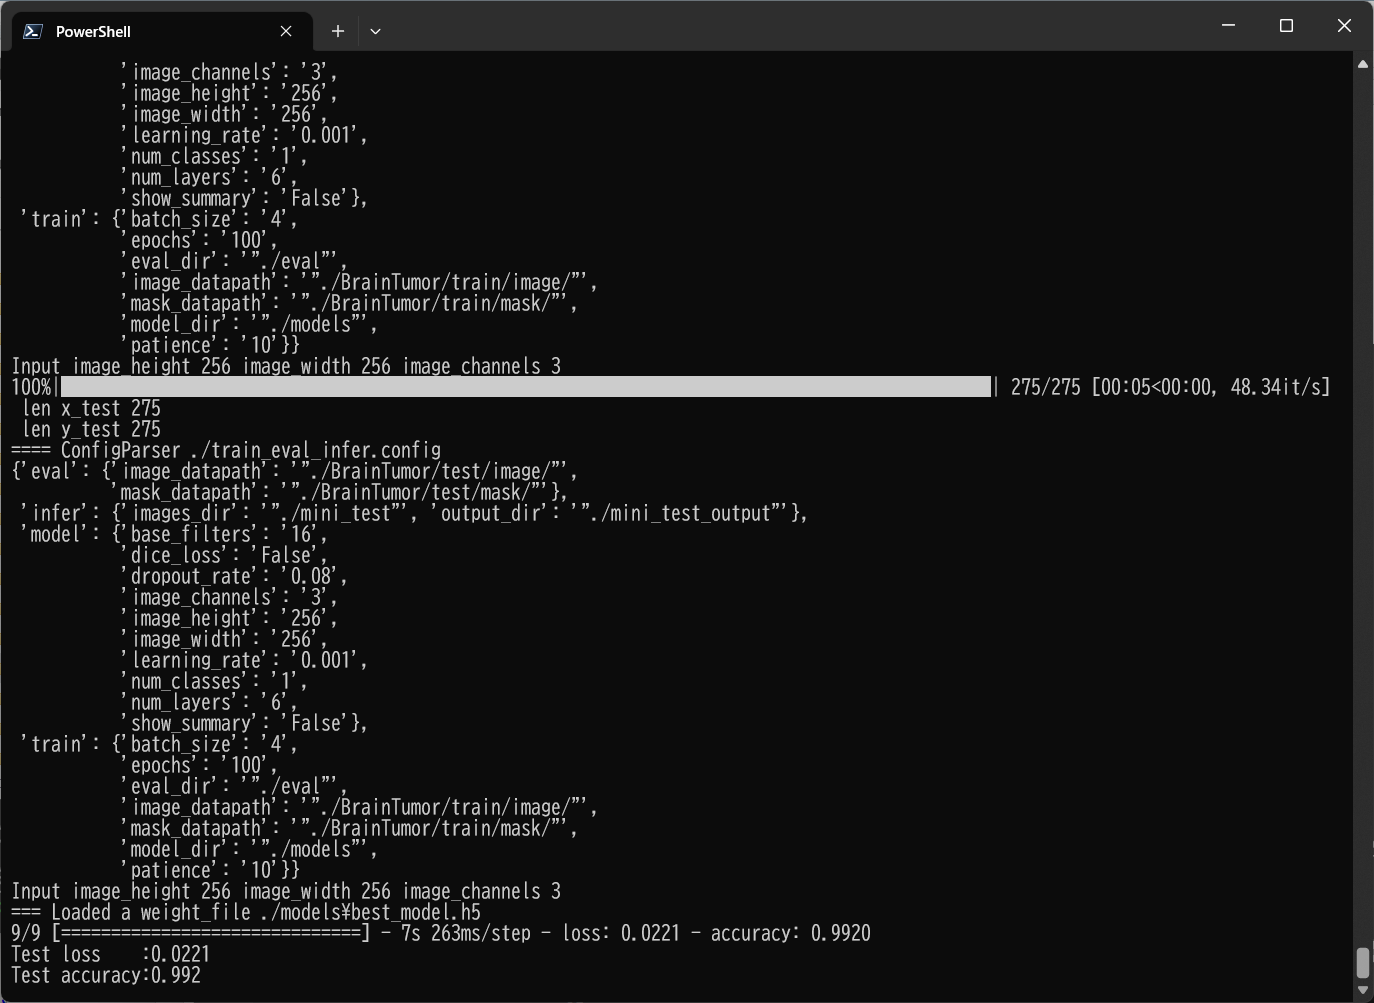 PowerShell
'image_channels': '3',
'image_height': '256',
'image_width': '256',
'learning_rate': '0.001',
'num_classes': '1',
'num_layers': '6',
'show_summary': 'False'},
'train': {'batch_size': '4',
'epochs': '100',
'eval_dir': '"./eval"',
'image_datapath': '"./BrainTumor/train/image/"',
'mask_datapath': '"./BrainTumor/train/mask/"',
'model_dir': '"./models"',
'patience': '10'}}
Input image_height 256 image_width 256 image_channels 3
100%| | 275/275 [00:05<00:00, 48.34it/s]
len x_test 275
len y_test 275
==== ConfigParser ./train_eval_infer.config
{'eval': {'image_datapath': '"./BrainTumor/test/image/"',
'mask_datapath': '"./BrainTumor/test/mask/"'},
'infer': {'images_dir': '"./mini_test"', 'output_dir': '"./mini_test_output"'},
'model': {'base_filters': '16',
'dice_loss': 'False',
'dropout_rate': '0.08',
'image_channels': '3',
'image_height': '256',
'image_width': '256',
'learning_rate': '0.001',
'num_classes': '1',
'num_layers': '6',
'show_summary': 'False'},
'train': {'batch_size': '4',
'epochs': '100',
'eval_dir': '"./eval"',
'image_datapath': '"./BrainTumor/train/image/"',
'mask_datapath': '"./BrainTumor/train/mask/"',
'model_dir': '"./models"',
'patience': '10'}}
Input image_height 256 image_width 256 image_channels 3
=== Loaded a weight_file ./models¥best_model.h5
9/9 [==============================] - 7s 263ms/step - loss: 0.0221 - accuracy: 0.9920
Test loss    :0.0221
Test accuracy:0.992